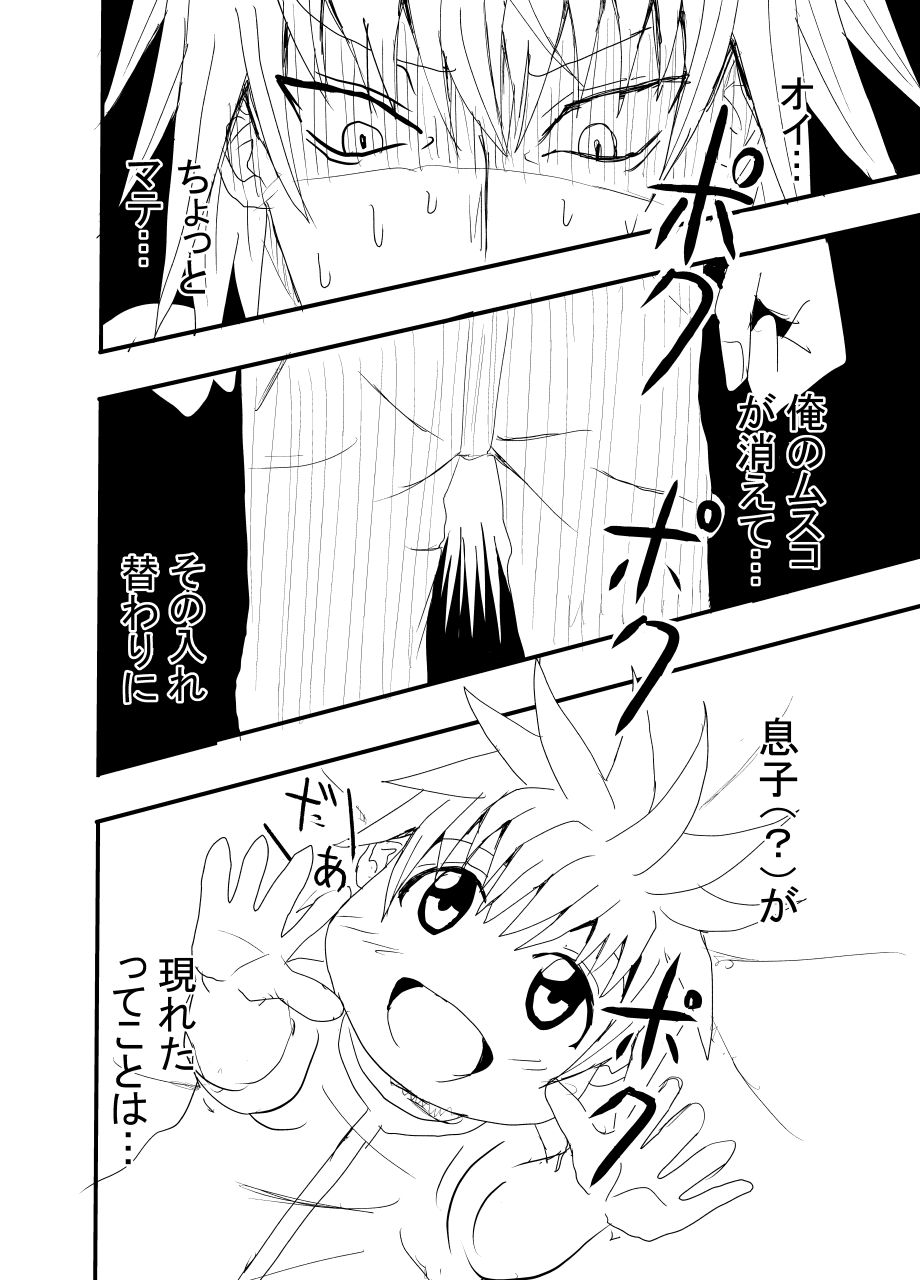 オイ…
ちょっと
マテ…
ポク
俺のムスコ
が消えて…
ポク
その入れ
替わりに
息子(？)が
だぁ
ポク
現れた
ってことは…